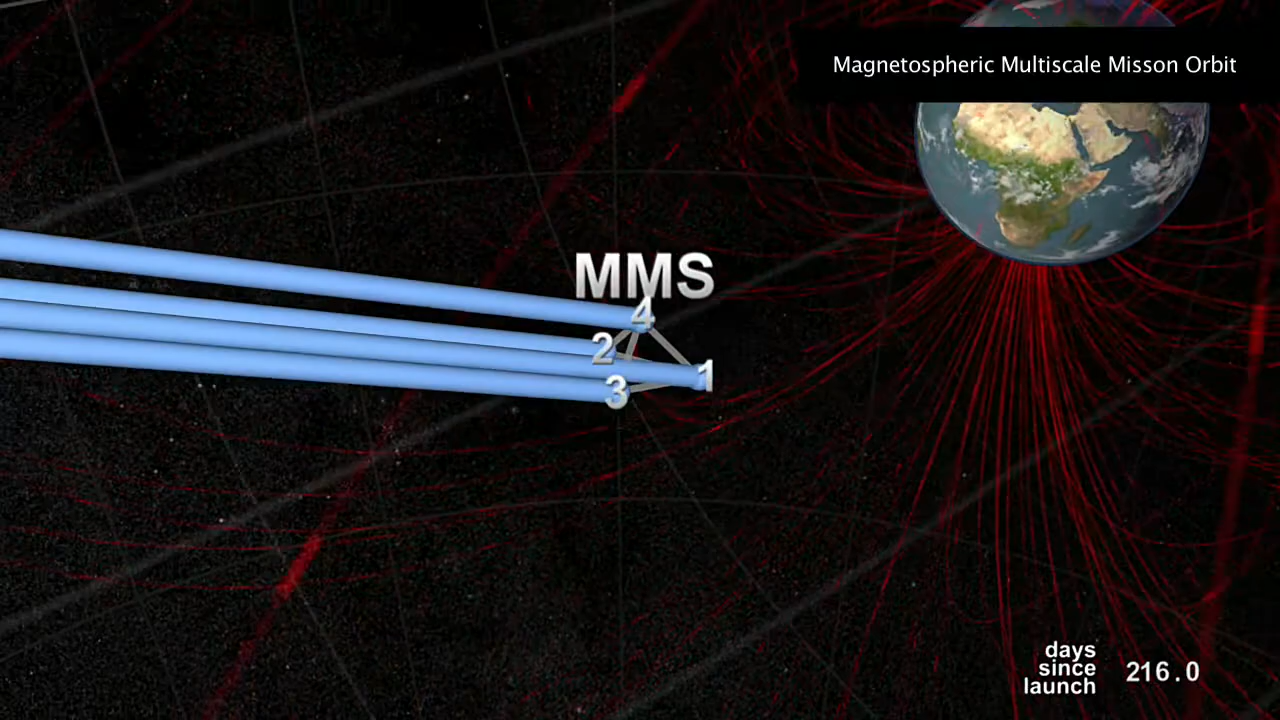 Magnetospheric Multiscale Misson Orbit
MMS
4
2
1
3
days
since
launch
216.0